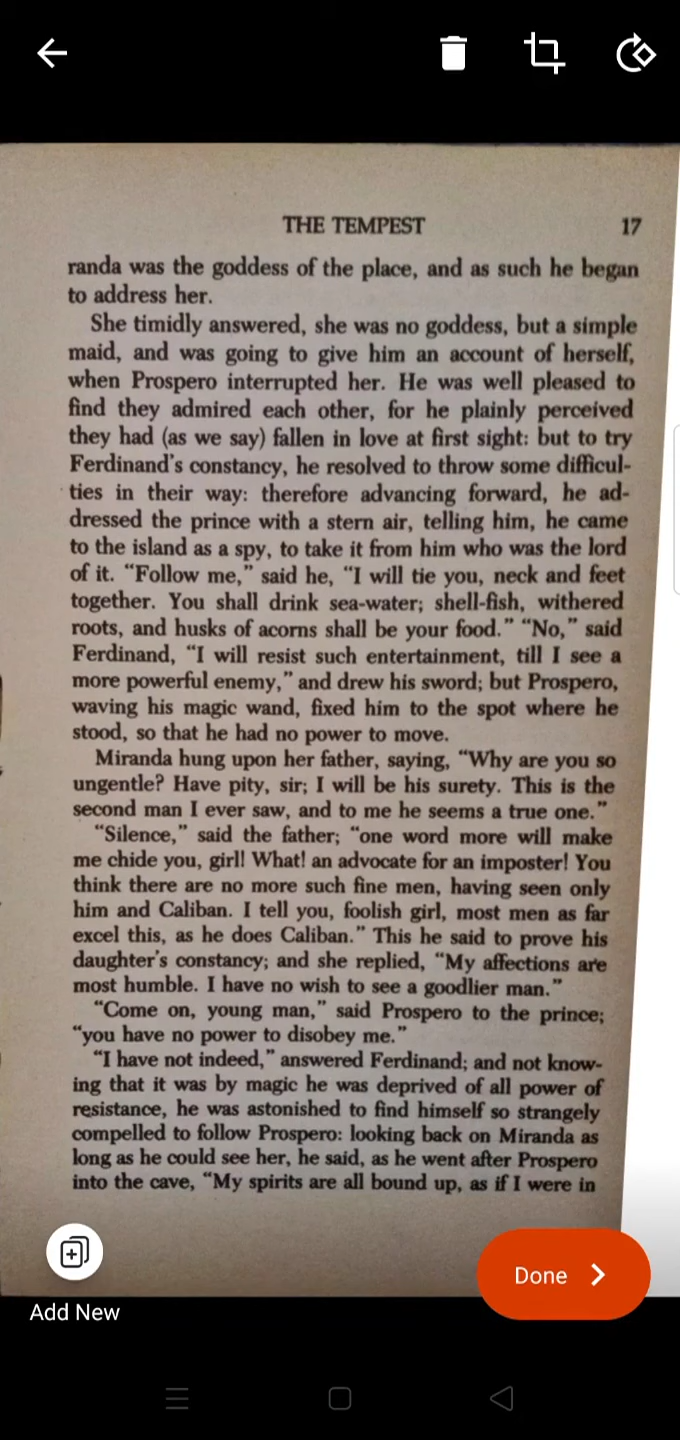 THE TEMPEST 17
randa was the goddess of the place, and as such he began
to address her.
She timidly answered, she was no goddess, but a simple
maid, and was going to give him an account of herself,
when Prospero interrupted her. He was well pleased to
find they admired each other, for he plainly perceived
they had (as we say) fallen in love at first sight: but to try
Ferdinand's constancy, he resolved to throw some difficul-
ties in their way: therefore advancing forward, he ad-
dressed the prince with a stern air, telling him, he came
to the island as a spy, to take it from him who was the lord
of it. “Follow me,” said he, “I will tie you, neck and feet
together. You shall drink sea-water; shell-fish, withered
roots, and husks of acorns shall be your food.” “No,” said
Ferdinand, “I will resist such entertainment, till I see a
more powerful enemy,” and drew his sword; but Prospero,
waving his magic wand, fixed him to the spot where he
stood, so that he had no power to move.
Miranda hung upon her father, saying, “Why are you so
ungentle? Have pity, sir; I will be his surety. This is the
second man I ever saw, and to me he seems a true one.”
“Silence,” said the father; “one word more will make
me chide you, girl! What! an advocate for an imposter! You
think there are no more such fine men, having seen only
him and Caliban. I tell you, foolish girl, most men as far
excel this, as he does Caliban.” This he said to prove his
daughter's constancy; and she replied, “My affections are
most humble. I have no wish to see a goodlier man.”
“Come on, young man,” said Prospero to the prince;
“you have no power to disobey me.”
“I have not indeed,” answered Ferdinand; and not know-
ing that it was by magic he was deprived of all power of
resistance, he was astonished to find himself so strangely
compelled to follow Prospero: looking back on Miranda as
long as he could see her, he said, as he went after Prospero
into the cave, “My spirits are all bound up, as if I were in
Done
Add New